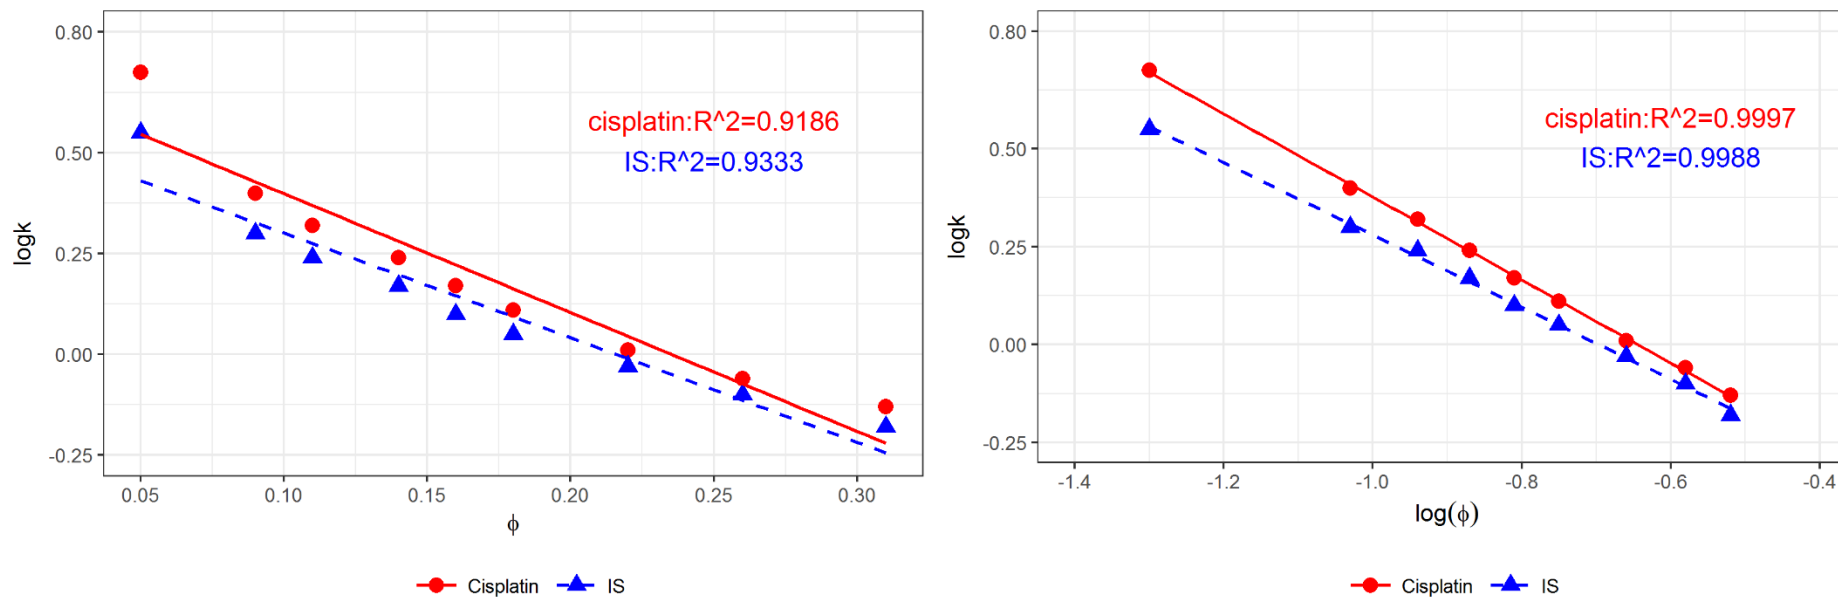 0.80
0.50
0.25
0.00
-0.25
logk
cisplatin:R^2=0.9186
IS:R^2=0.9333
0.05 0.10 0.15 0.20 0.25 0.30
ϕ
Cisplatin IS
0.80
0.50
0.25
0.00
-0.25
logk
cisplatin:R^2=0.9997
IS:R^2=0.9988
-1.4 -1.2 -1.0 -0.8 -0.6 -0.4
log(ϕ)
Cisplatin IS